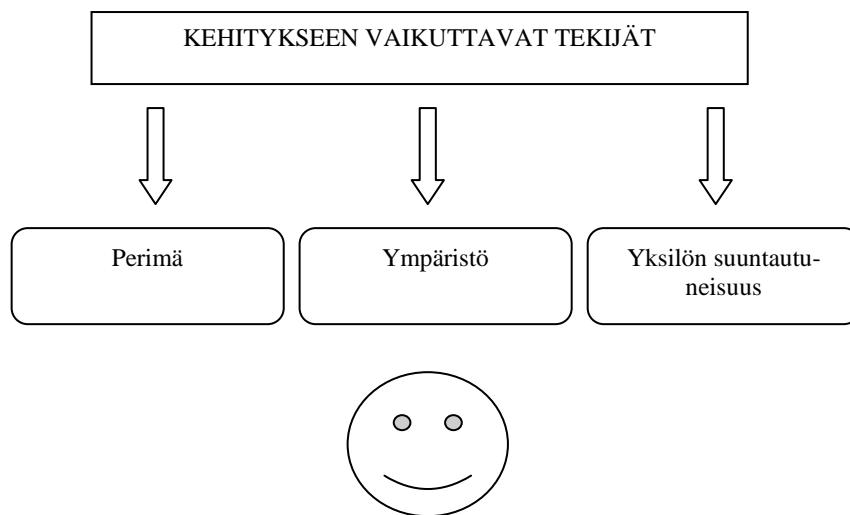 KEHITYKSEEN VAIKUTTAVAT TEKIJÄT
Perimä
Ympäristö
Yksilön suuntautu-
neisuus